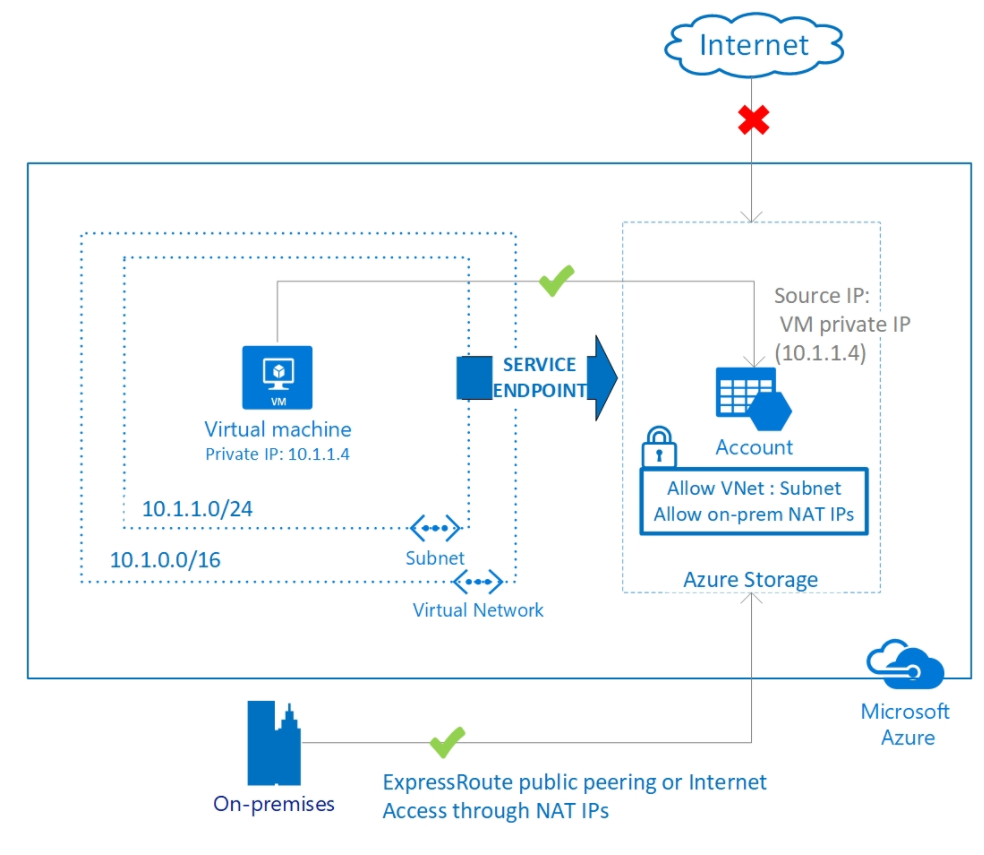 Internet
Source IP:
VM private IP
(10.1.1.4)
SERVICE
ENDPOINT
VM
Virtual machine
Private IP: 10.1.1.4
Account
Allow VNet : Subnet
Allow on-prem NAT IPs
10.1.1.0/24
10.1.0.0/16
Subnet
Azure Storage
Virtual Network
Microsoft
Azure
On-premises
ExpressRoute public peering or Internet
Access through NAT IPs